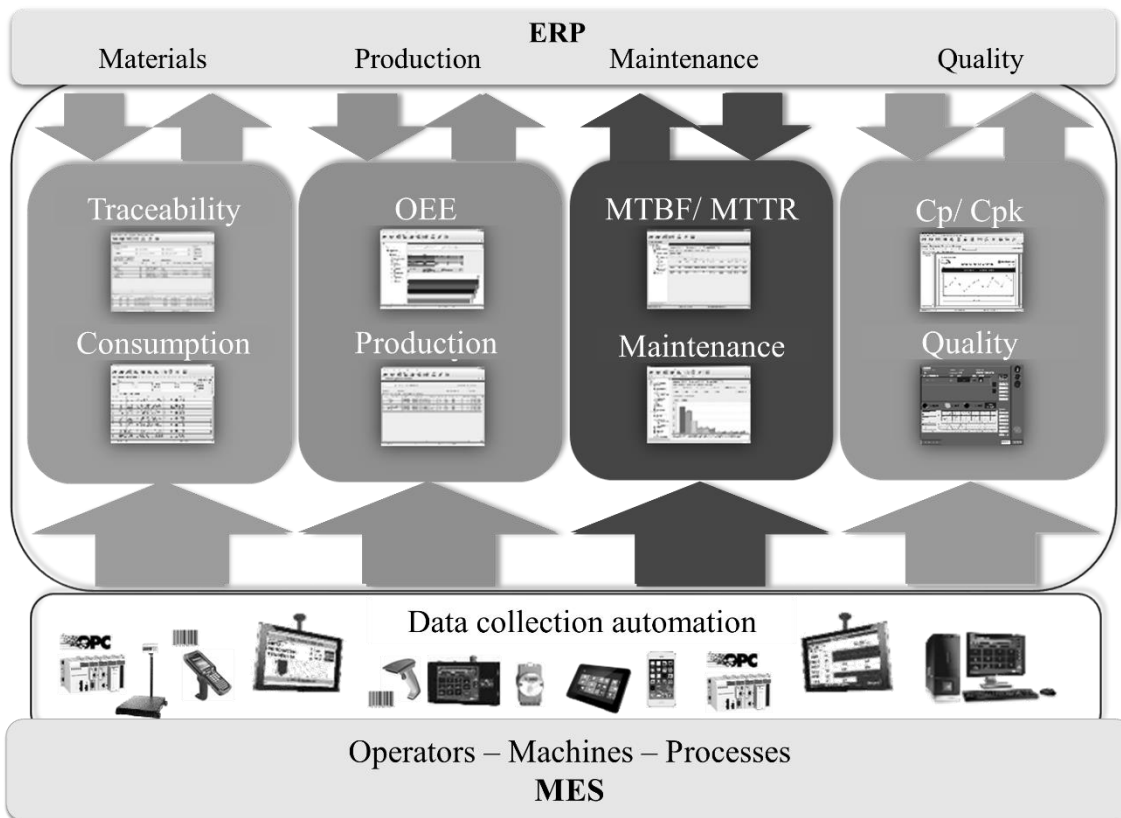 ERP
Materials Production Maintenance Quality
Traceability OEE MTBF/ MTTR Cp/ Cpk
Consumption Production Maintenance Quality
Data collection automation
OPC
OPC
Operators – Machines – Processes
MES